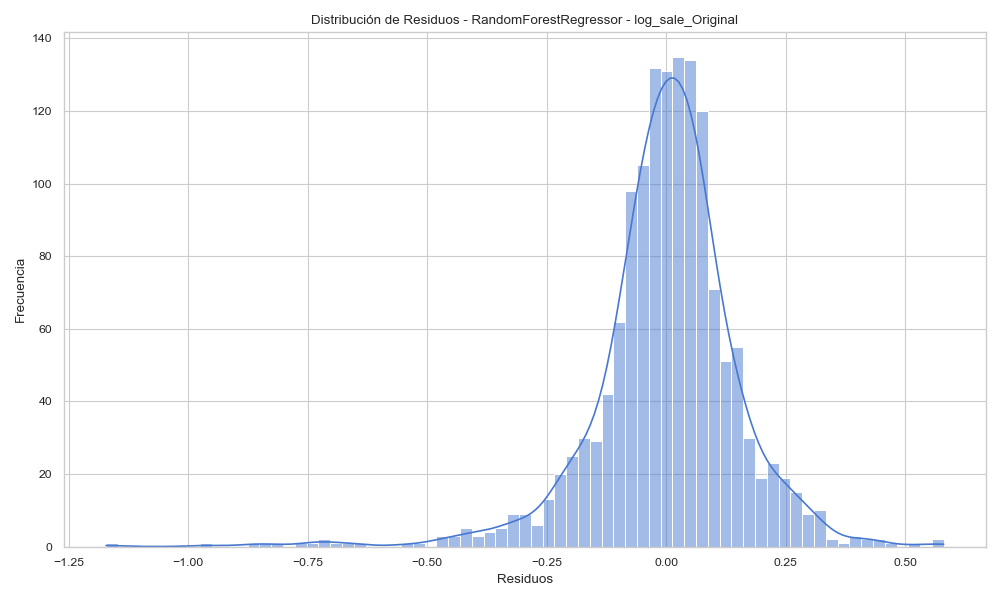 Distribución de Residuos - RandomForestRegressor - log_sale_Original
140
120
100
80
60
40
20
0
Frecuencia
−1.25 −1.00 −0.75 −0.50 −0.25 0.00 0.25 0.50
Residuos